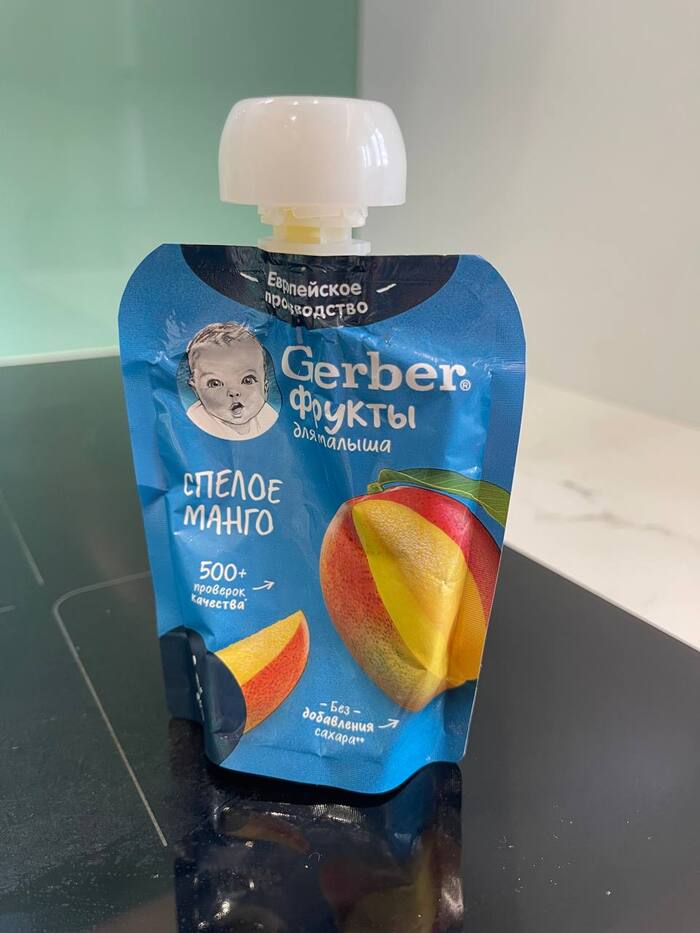 Европейское
производство
Gerber®
Фрукты
для малыша
СПЕЛОЕ
МАНГО
500+
проверок
качества*
– Без –
добавления
сахара**